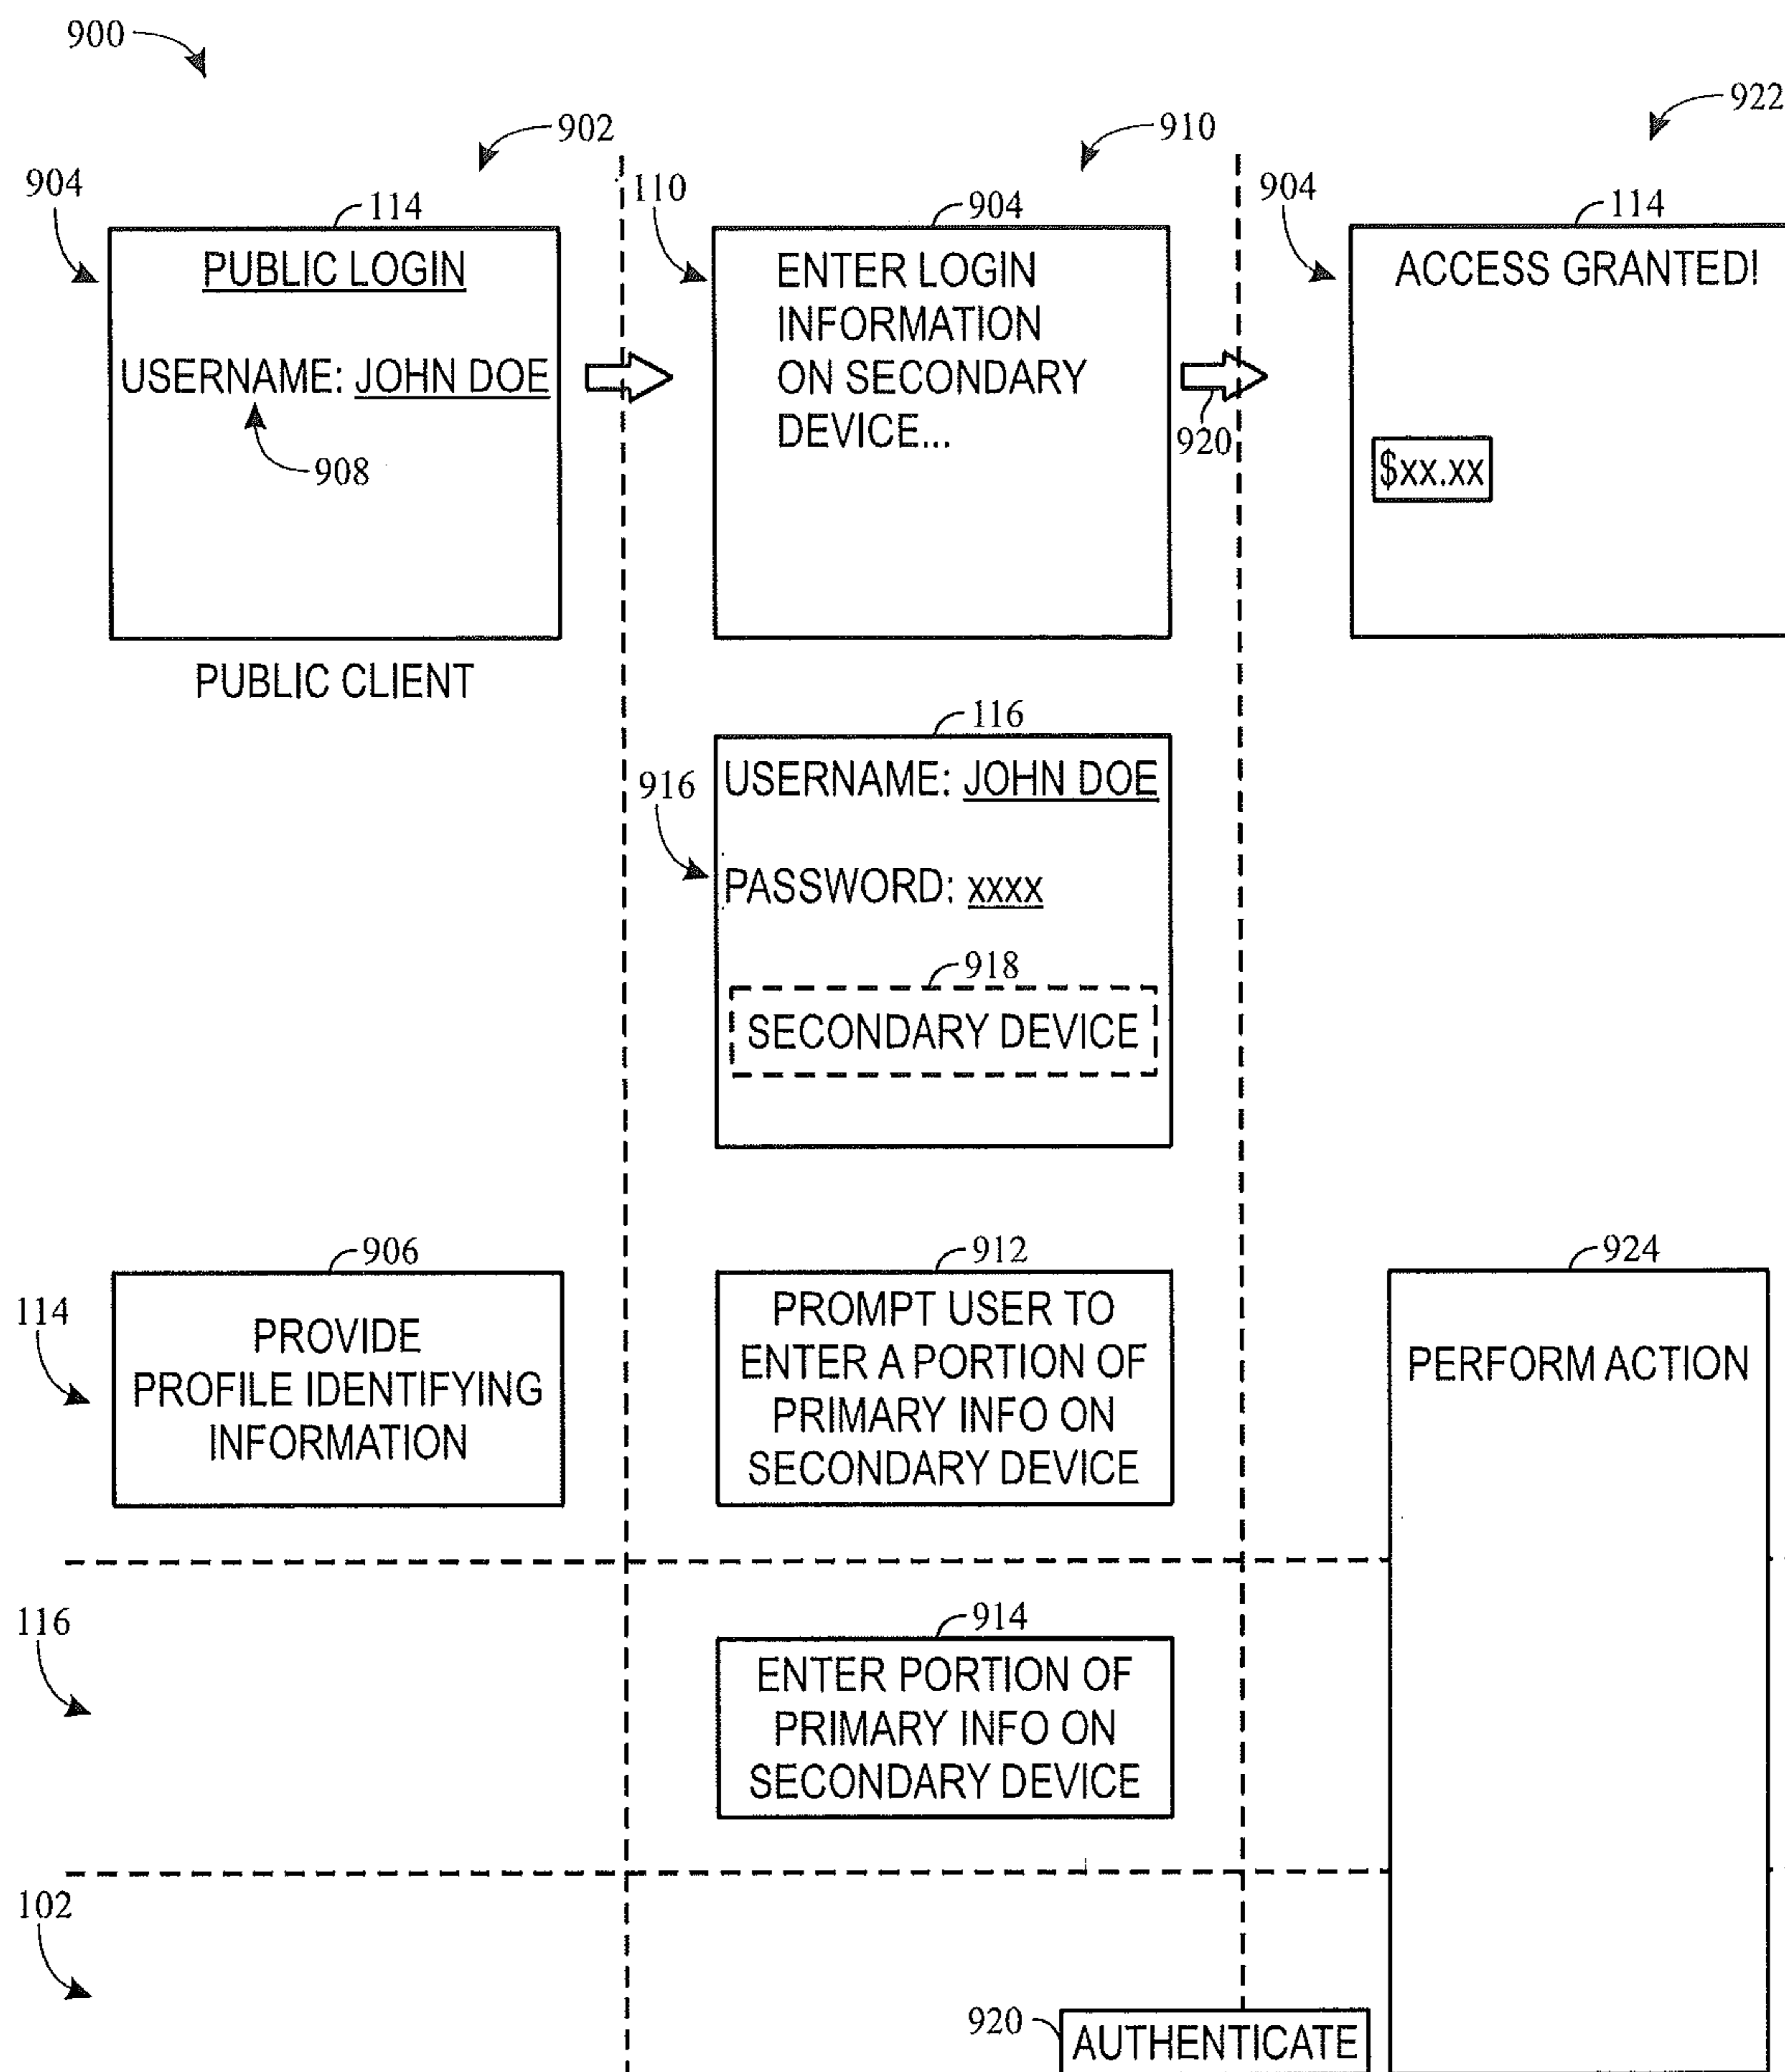 900
902
910
922
904
114
110
904
904
114
PUBLIC LOGIN
USERNAME: JOHN DOE
908
PUBLIC CLIENT
ENTER LOGIN
INFORMATION
ON SECONDARY
DEVICE...
920
ACCESS GRANTED!
$xx.xx
116
916
USERNAME: JOHN DOE
PASSWORD: xxxx
918
SECONDARY DEVICE
906
912
924
114
PROVIDE
PROFILE IDENTIFYING
INFORMATION
PROMPT USER TO
ENTER A PORTION OF
PRIMARY INFO ON
SECONDARY DEVICE
PERFORM ACTION
116
914
ENTER PORTION OF
PRIMARY INFO ON
SECONDARY DEVICE
102
920
AUTHENTICATE